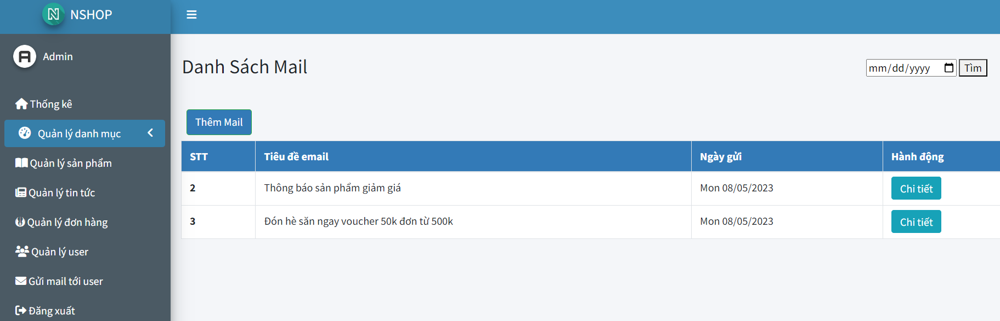 NSHOP
Admin
Thống kê
Quản lý danh mục
Quản lý sản phẩm
Quản lý tin tức
Quản lý đơn hàng
Quản lý user
Gửi mail tới user
Đăng xuất
Danh Sách Mail
mm/dd/yyyy Tìm
Thêm Mail
STT Tiêu đề email Ngày gửi Hành động
2 Thông báo sản phẩm giảm giá Mon 08/05/2023 Chi tiết
3 Đón hè săn ngay voucher 50k đơn từ 500k Mon 08/05/2023 Chi tiết